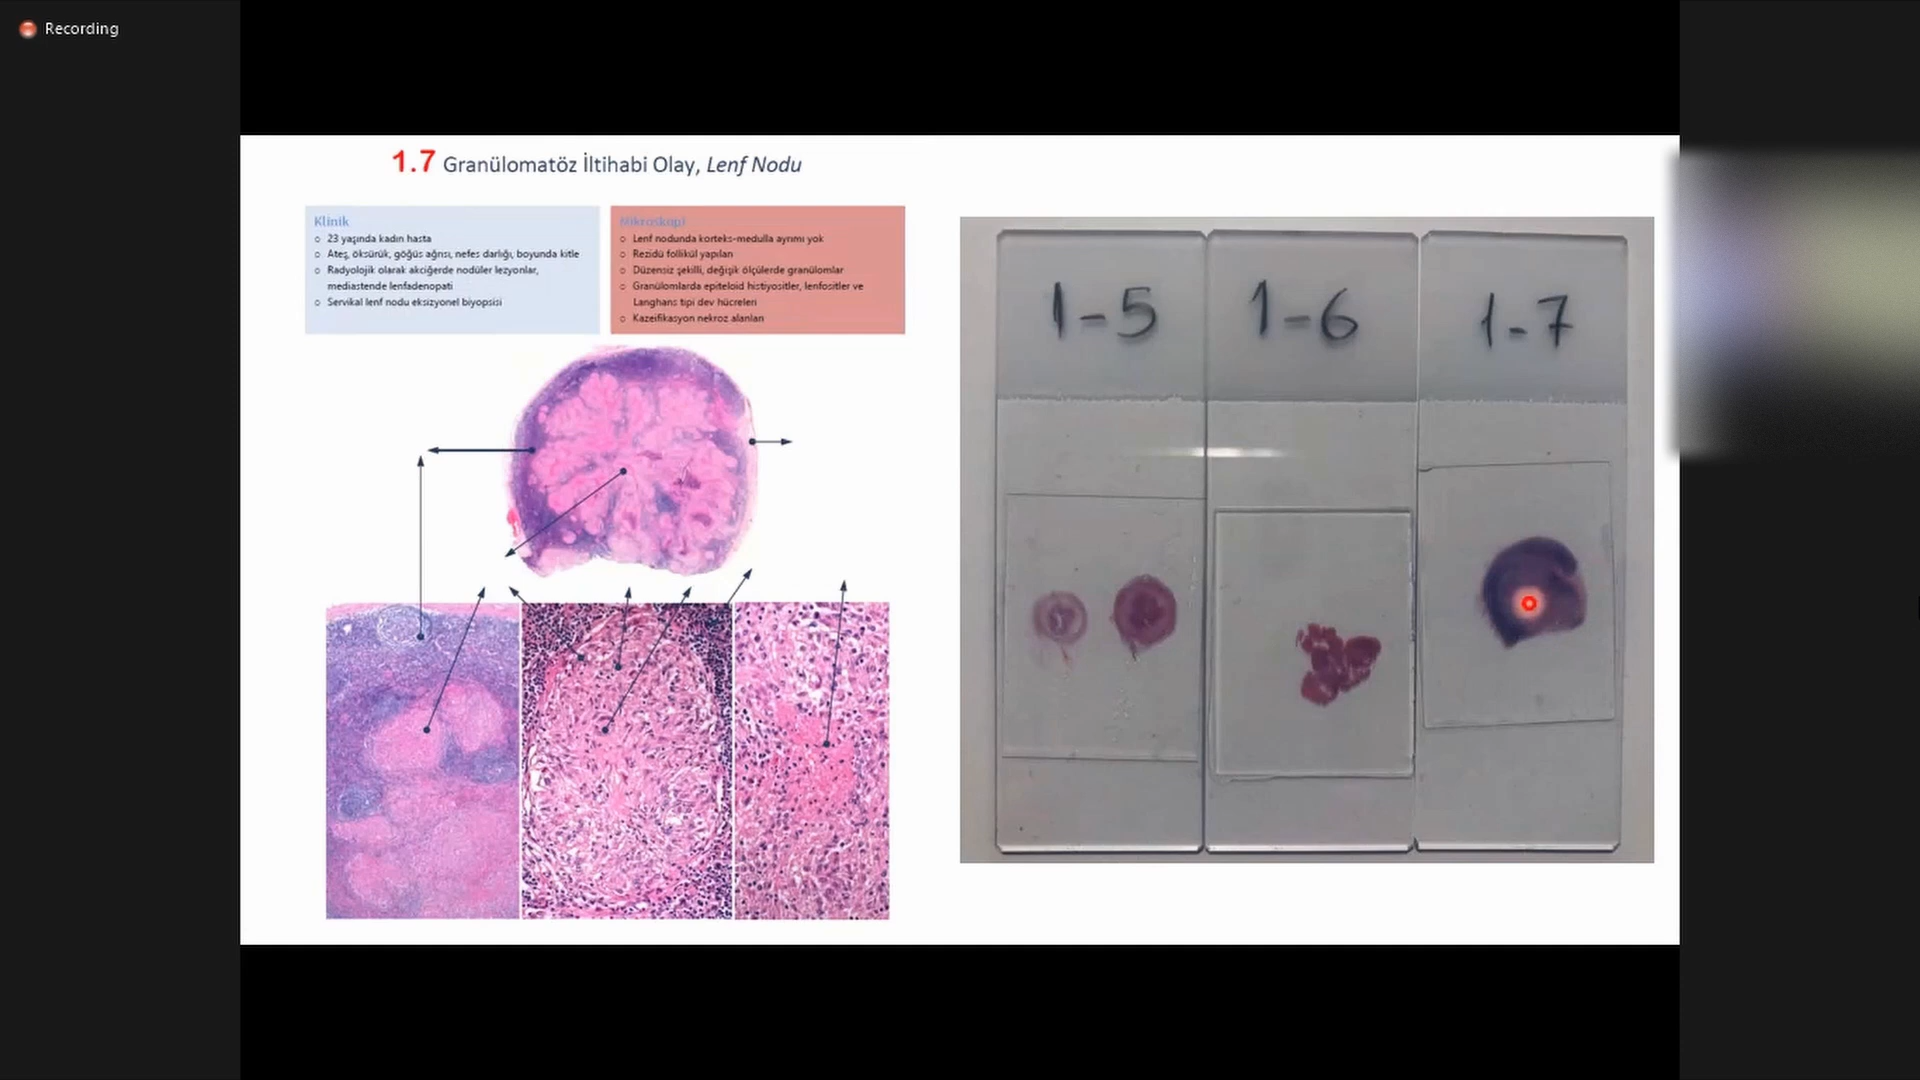 Recording
1.7 Granülomatöz İltihabi Olay, Lenf Nodu
Klinik
○ 23 yaşında kadın hasta
○ Ateş, öksürük, göğüs ağrısı, nefes darlığı, boyunda kitle
○ Radyolojik olarak akciğerde nodüler lezyonlar,
mediastende lenfadenopati
○ Servikal lenf nodu eksizyonel biyopsisi
Mikroskopi
○ Lenf nodunda korteks-medulla ayrımı yok
○ Rezidü follikül yapıları
○ Düzensiz şekilli, değişik ölçülerde granülomlar
○ Granülomlarda epiteloid histiyositler, lenfositler ve
Langhans tipi dev hücreleri
○ Kazeifikasyon nekroz alanları
1-5
1-6
1-7